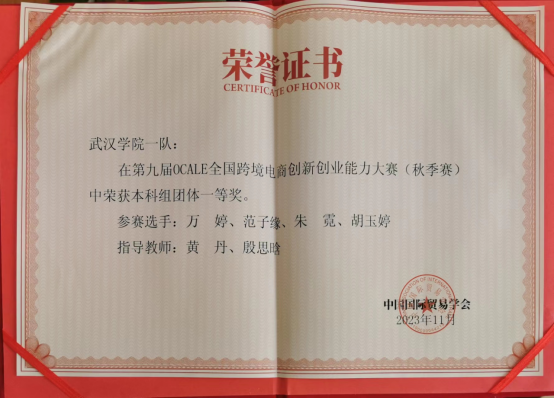 荣誉证书
CERTIFICATE OF HONOR
武汉学院一队：
在第九届OCALE全国跨境电商创新创业能力大赛（秋季赛）
中荣获本科组团体一等奖。
参赛选手：万　婷、范子缘、朱　霓、胡玉婷
指导教师：黄　丹、殷思晗
中国国际贸易学会
2023年11月